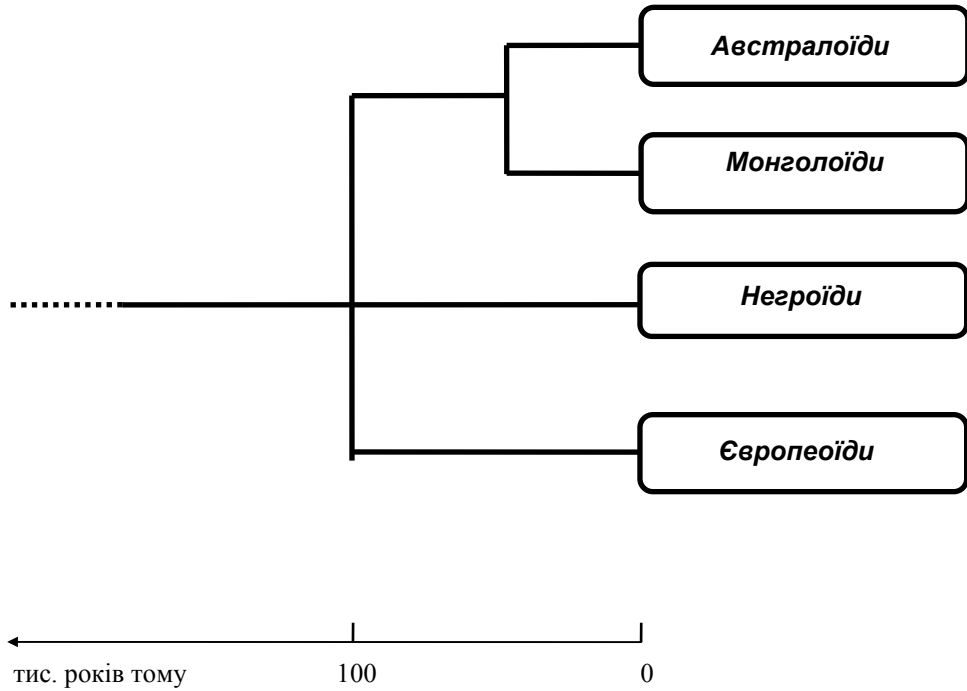 Австралоїди
Монголоїди
Негроїди
Європеоїди
тис. років тому 100 0